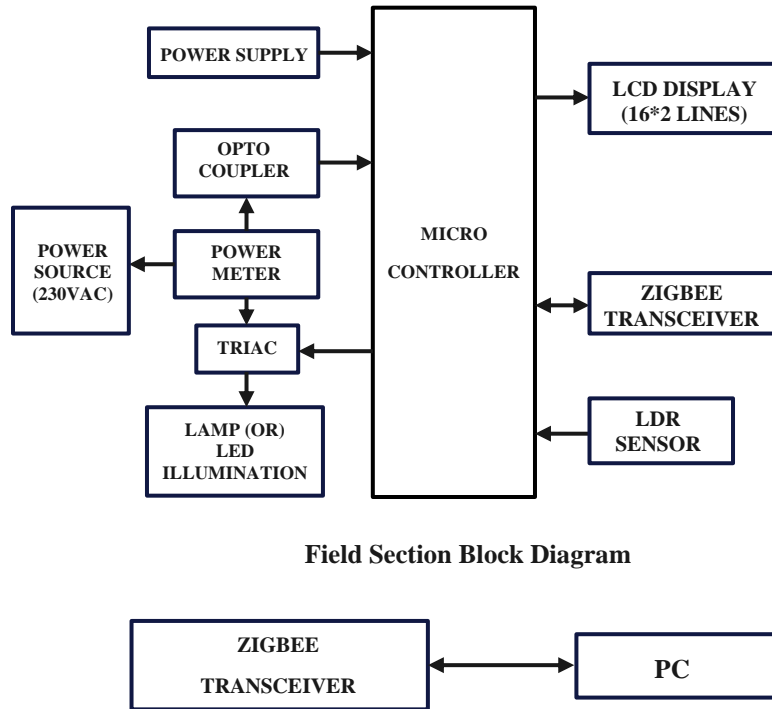 POWER SUPPLY
LCD DISPLAY
(16*2 LINES)
OPTO
COUPLER
POWER
SOURCE
(230VAC)
POWER
METER
MICRO
CONTROLLER
ZIGBEE
TRANSCEIVER
TRIAC
LAMP (OR)
LED
ILLUMINATION
LDR
SENSOR
Field Section Block Diagram
ZIGBEE
TRANSCEIVER
PC